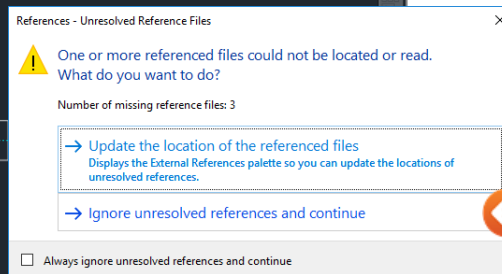 References - Unresolved Reference Files
One or more referenced files could not be located or read.
What do you want to do?
Number of missing reference files: 3
Update the location of the referenced files
Displays the External References palette so you can update the locations of
unresolved references.
Ignore unresolved references and continue
Always ignore unresolved references and continue